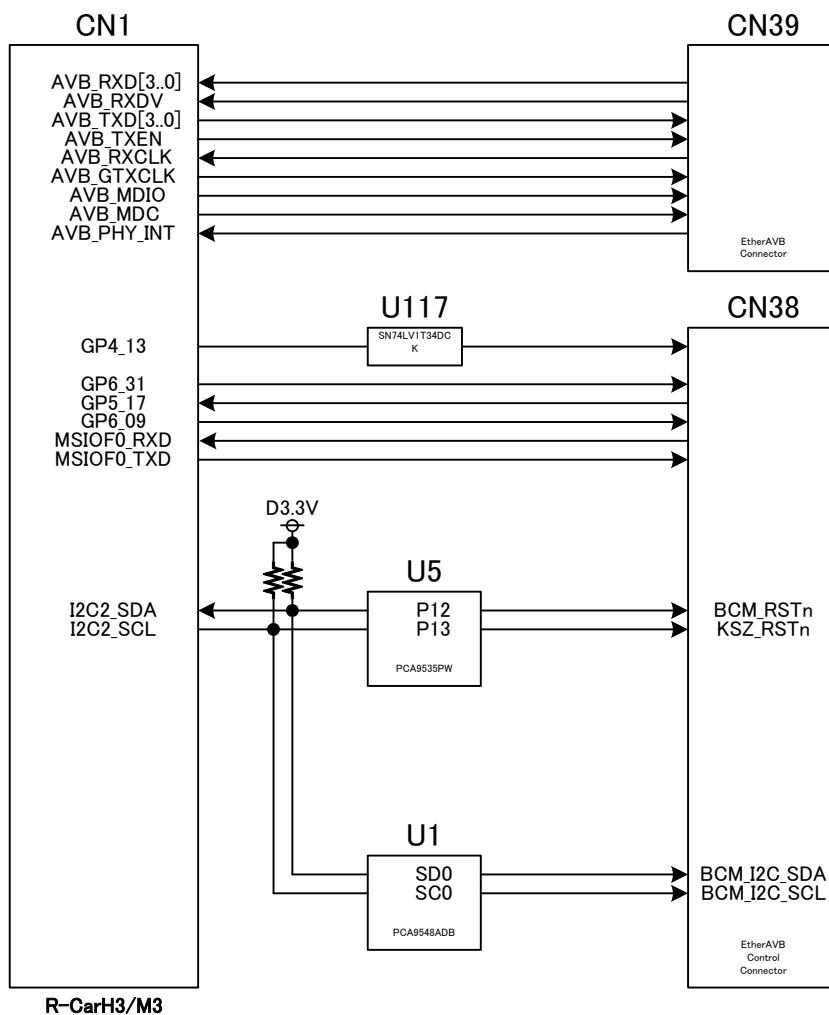 CN1
CN39
AVB_RXD[3..0]
AVB_RXDV
AVB_TXD[3..0]
AVB_TXEN
AVB_RXCLK
AVB_GTXCLK
AVB_MDIO
AVB_MDC
AVB_PHY_INT
EtherAVB
Connector
U117
CN38
SN74LV1T34DC
K
GP4_13
GP6_31
GP5_17
GP6_09
MSIOF0_RXD
MSIOF0_TXD
D3.3V
U5
I2C2_SDA
P12
BCM_RSTn
I2C2_SCL
P13
KSZ_RSTn
PCA9535PW
U1
SD0
BCM_I2C_SDA
SC0
BCM_I2C_SCL
PCA9548ADB
EtherAVB
Control
Connector
R-CarH3/M3